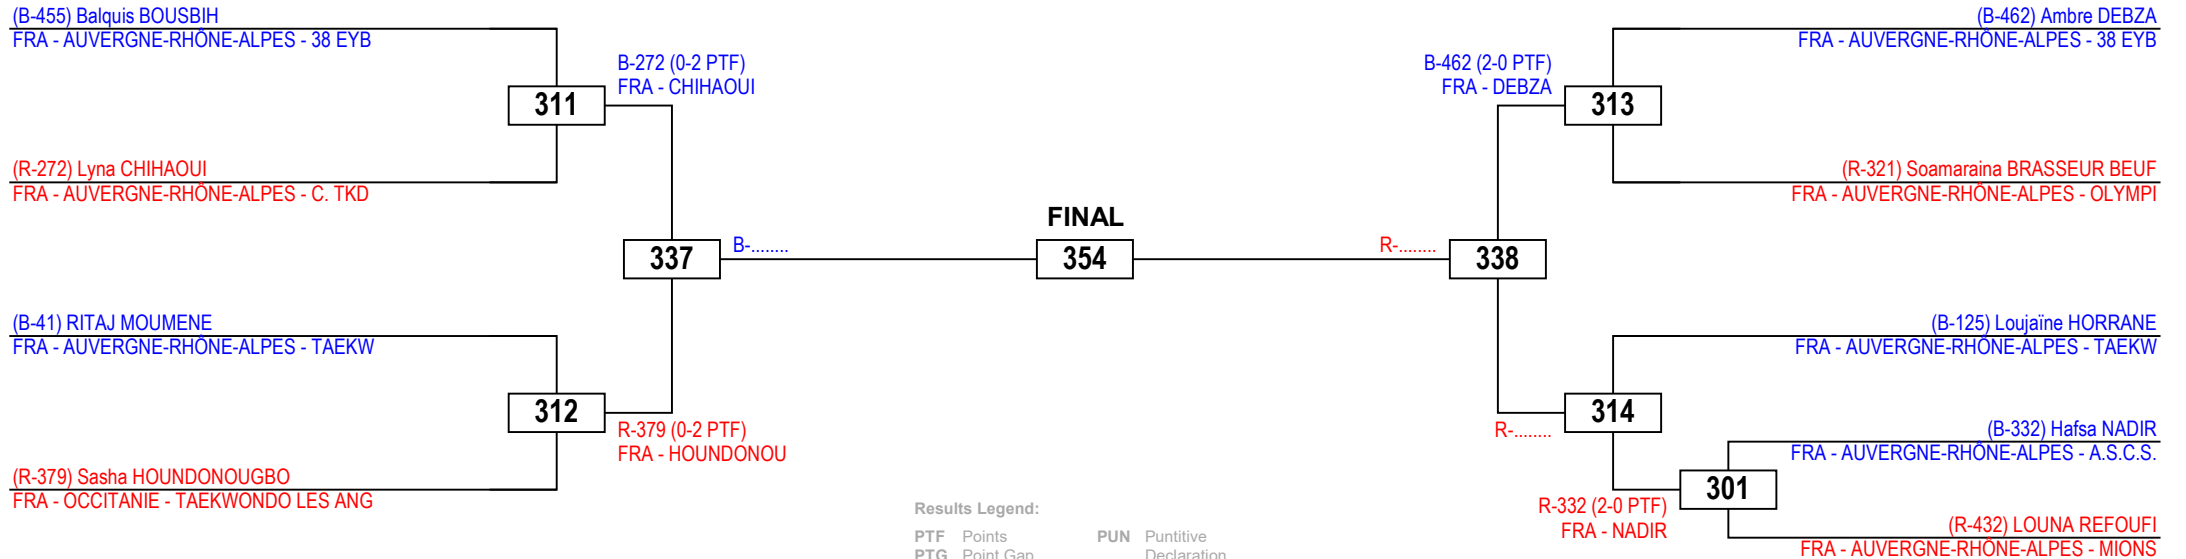 (B-455) Balquis BOUSBIH
FRA - AUVERGNE-RHÔNE-ALPES - 38 EYB
B-272 (0-2 PTF)
FRA - CHIHAOUI
311
(R-272) Lyna CHIHAOUI
FRA - AUVERGNE-RHÔNE-ALPES - C. TKD
337
B-........
(B-41) RITAJ MOUMENE
FRA - AUVERGNE-RHÔNE-ALPES - TAEKW
312
R-379 (0-2 PTF)
FRA - HOUNDONOU
(R-379) Sasha HOUNDONOUGBO
FRA - OCCITANIE - TAEKWONDO LES ANG
FINAL
354
(B-462) Ambre DEBZA
FRA - AUVERGNE-RHÔNE-ALPES - 38 EYB
B-462 (2-0 PTF)
FRA - DEBZA
313
(R-321) Soamaraina BRASSEUR BEUF
FRA - AUVERGNE-RHÔNE-ALPES - OLYMPI
R-........
338
(B-125) Loujaïne HORRANE
FRA - AUVERGNE-RHÔNE-ALPES - TAEKW
314
R-........
(B-332) Hafsa NADIR
FRA - AUVERGNE-RHÔNE-ALPES - A.S.C.S.
301
R-332 (2-0 PTF)
FRA - NADIR
(R-432) LOUNA REFOUFI
FRA - AUVERGNE-RHÔNE-ALPES - MIONS
Results Legend:
PTF Points PUN Puntitive
PTG Point Gap Declaration